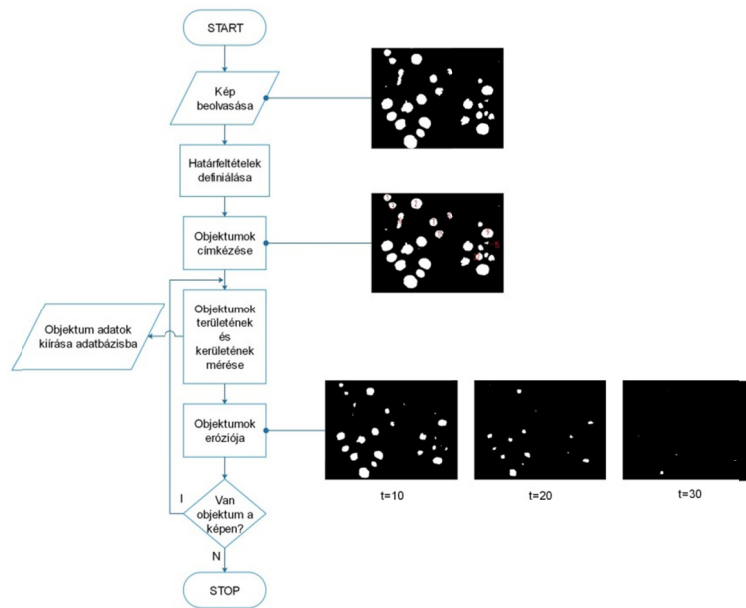 START
Kép
beolvasása
Határfeltételek
definiálása
Objektumok
címkézése
Objektumok
területének
és
kerületének
mérése
Objektum adatok
kiírása adatbázisba
Objektumok
eróziója
t=10
t=20
t=30
I
Van
objektum a
képen?
N
STOP